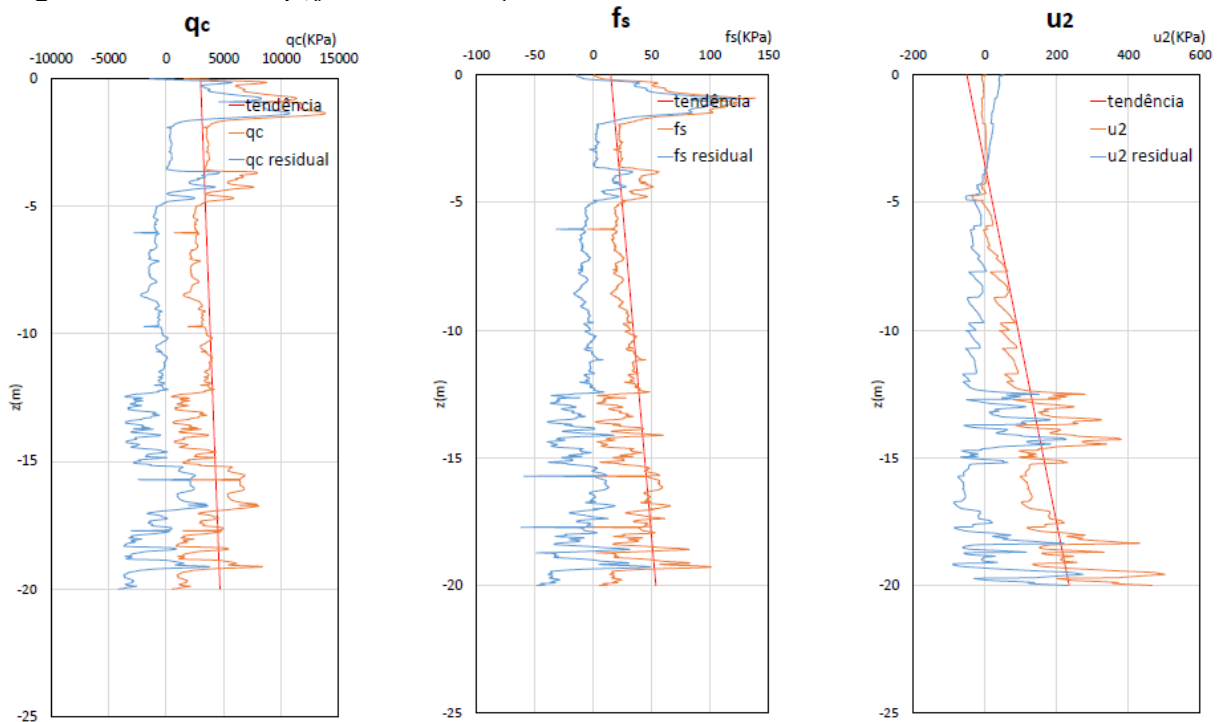 qc
qc(KPa)
-10000 -5000 0 5000 10000 15000
0
-5
-10
-15
-20
-25
z(m)
tendência
qc
qc residual
fs
fs(KPa)
-100 -50 0 50 100 150
0
-5
-10
-15
-20
-25
z(m)
tendência
fs
fs residual
u2
u2(KPa)
-200 0 200 400 600
0
-5
-10
-15
-20
-25
z(m)
tendência
u2
u2 residual